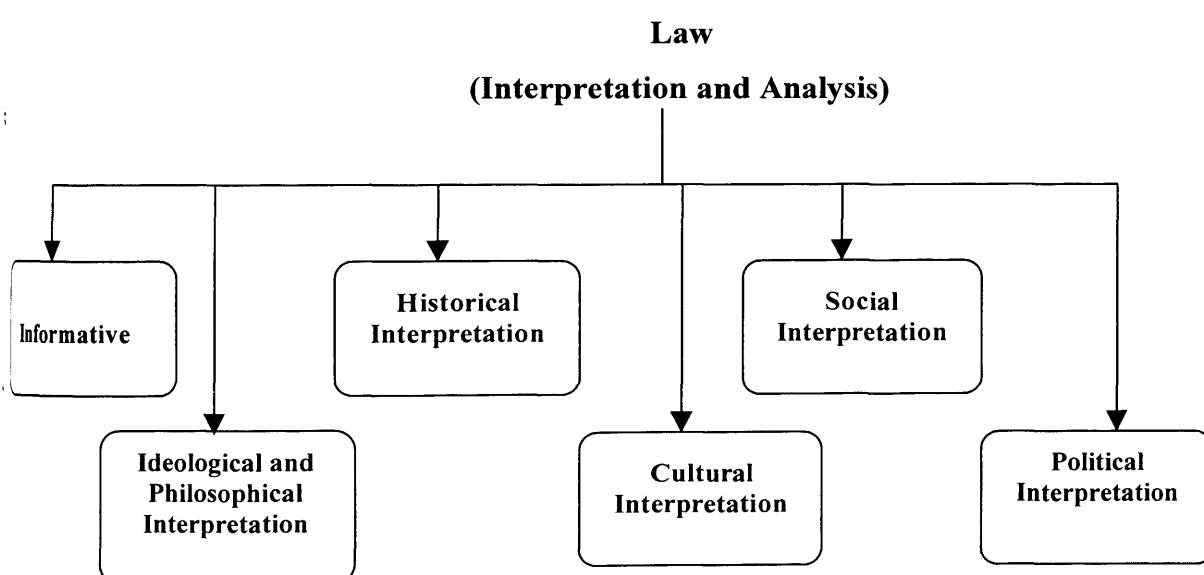 Law
(Interpretation and Analysis)
Informative
Historical
Interpretation
Social
Interpretation
Ideological and
Philosophical
Interpretation
Cultural
Interpretation
Political
Interpretation